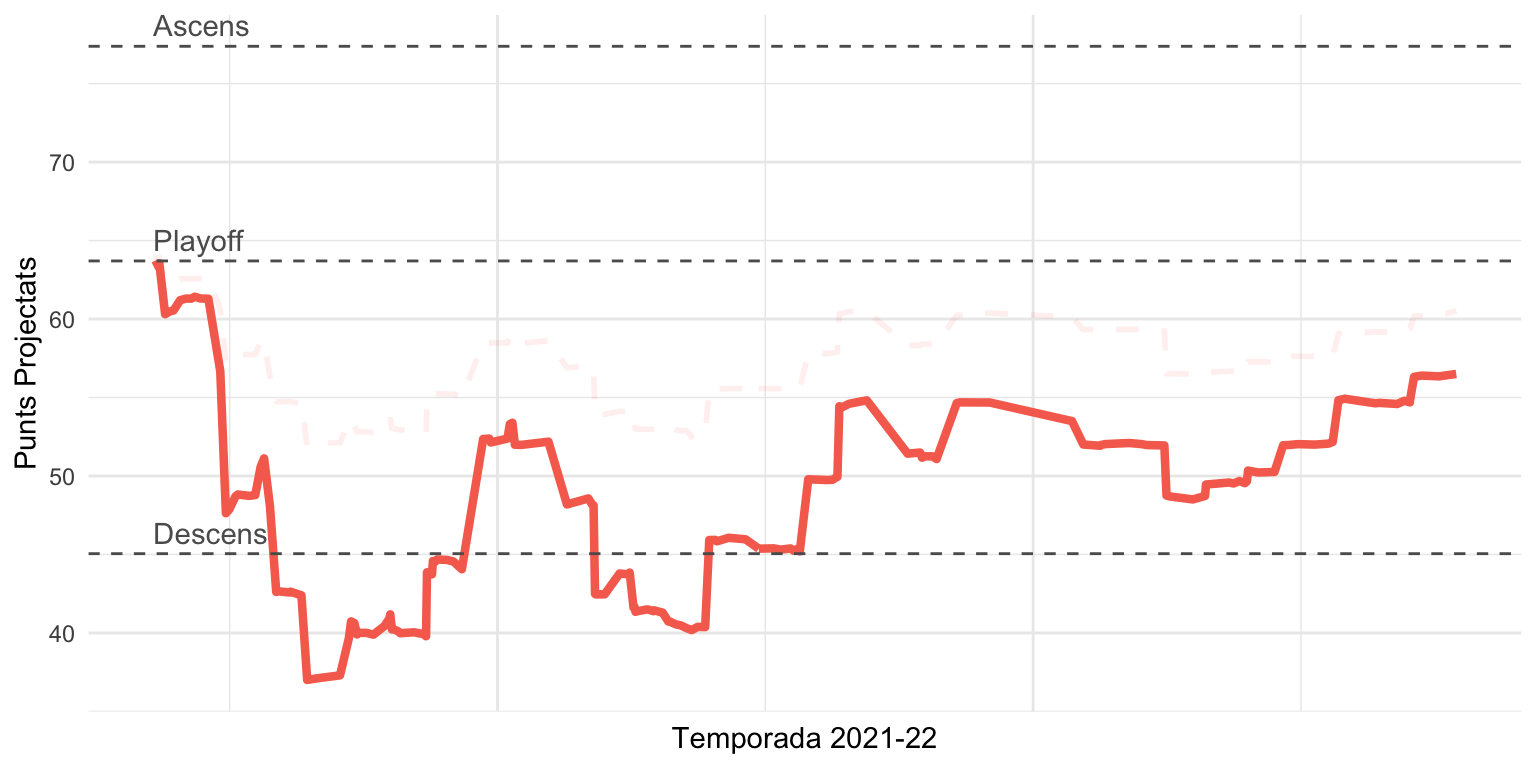 Ascens
70
Playoff
60
50
Descens
40
Punts Projectats
Temporada 2021-22